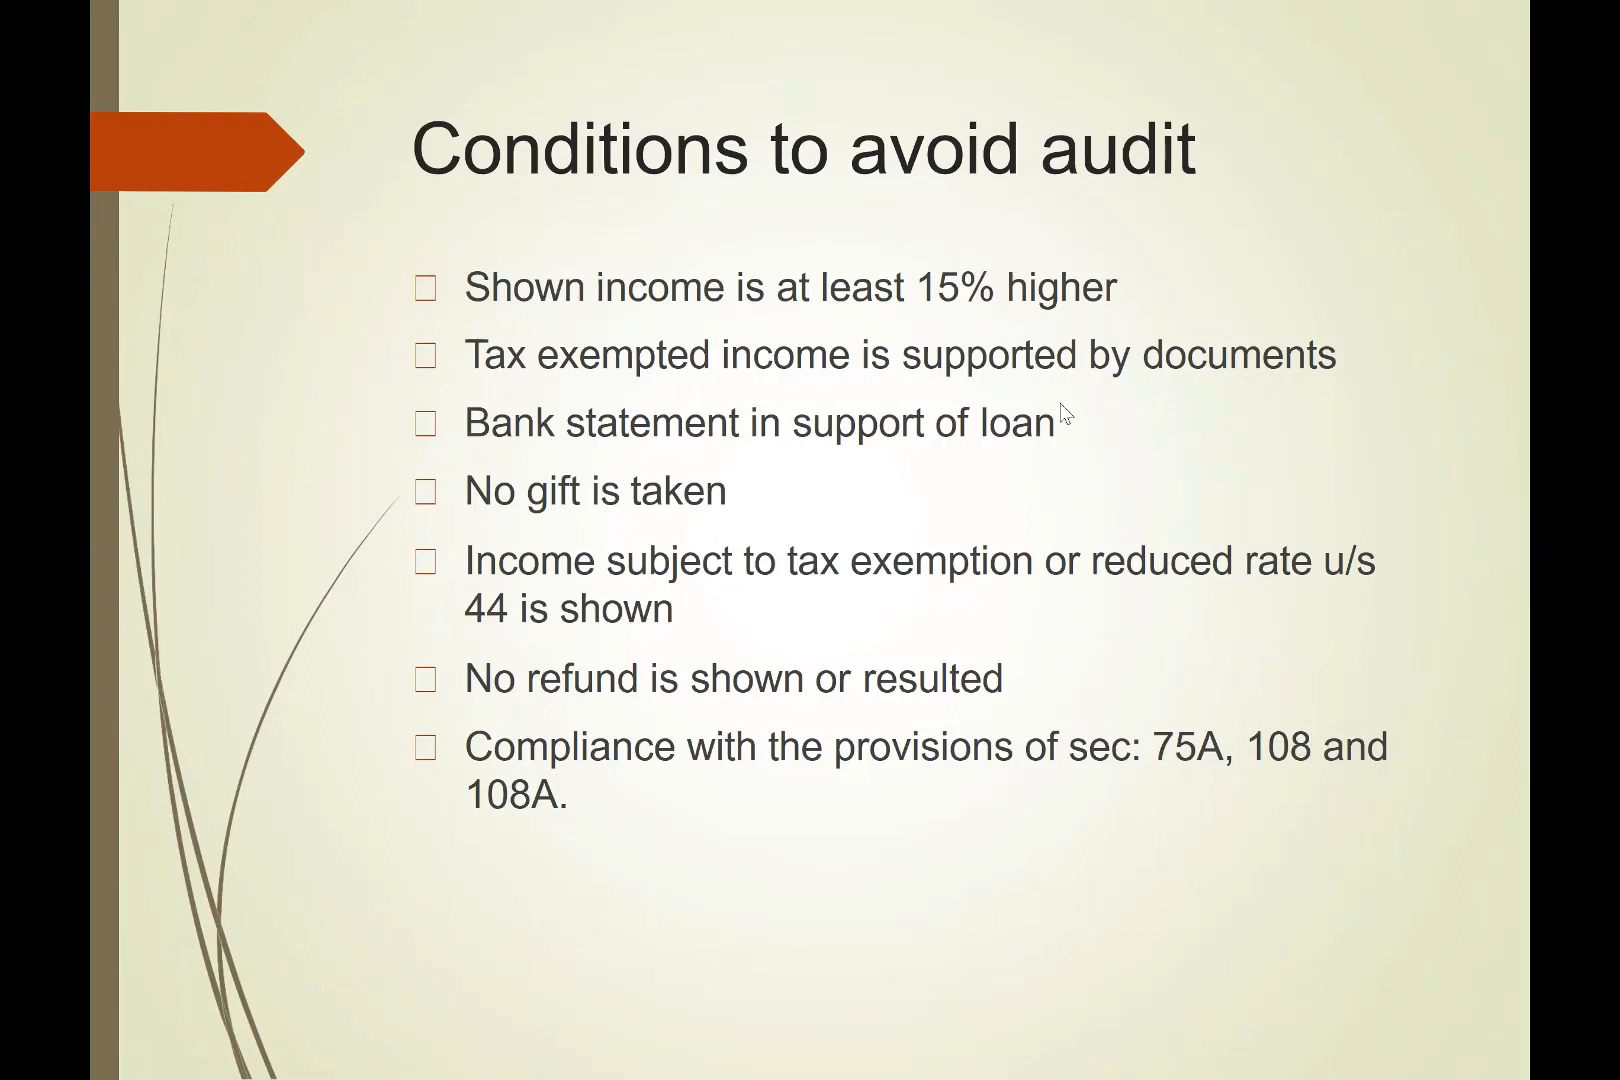 Conditions to avoid audit
Shown income is at least 15% higher
Tax exempted income is supported by documents
Bank statement in support of loan
No gift is taken
Income subject to tax exemption or reduced rate u/s
44 is shown
No refund is shown or resulted
Compliance with the provisions of sec: 75A, 108 and
108A.